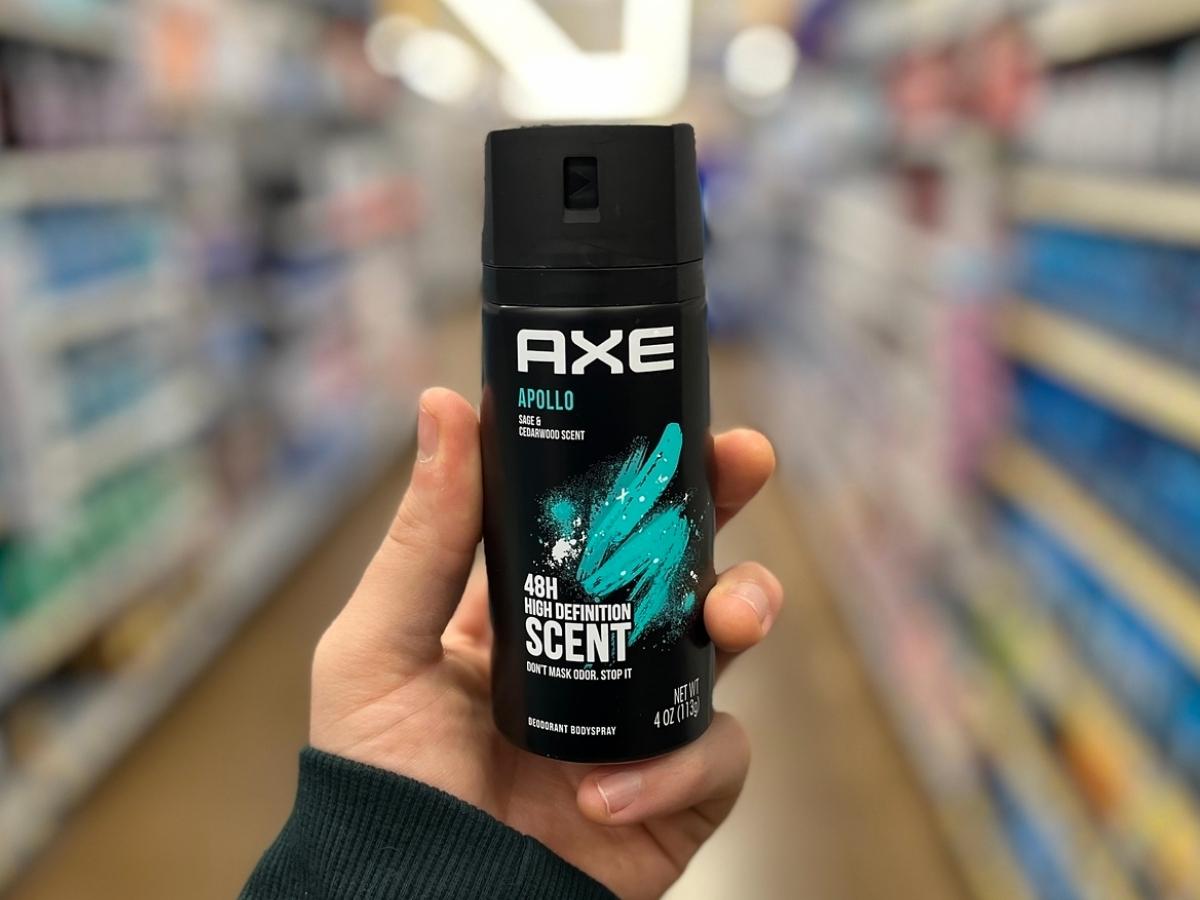 AXE
APOLLO
SAGE &
CEDARWOOD SCENT
48H
HIGH DEFINITION
SCENT
DON'T MASK ODOR. STOP IT
NET WT
4 OZ (113g)
DEODORANT BODYSPRAY